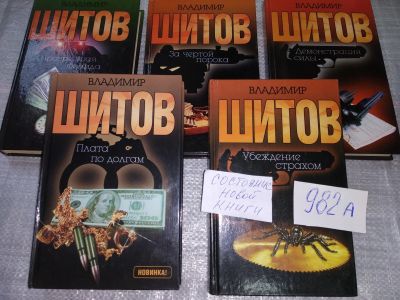 ВЛАДИМИР
ШИТОВ
ВЛАДИМИР
ШИТОВ
За чертой
порока
ВЛАДИМИР
ШИТОВ
Демонстрация
силы
ВЛАДИМИР
ШИТОВ
Плата
по долгам
НОВИНКА!
ВЛАДИМИР
ШИТОВ
Убеждение
страхом
СОСТОЯНИЕ
НОВОЙ
КНИГИ
982А